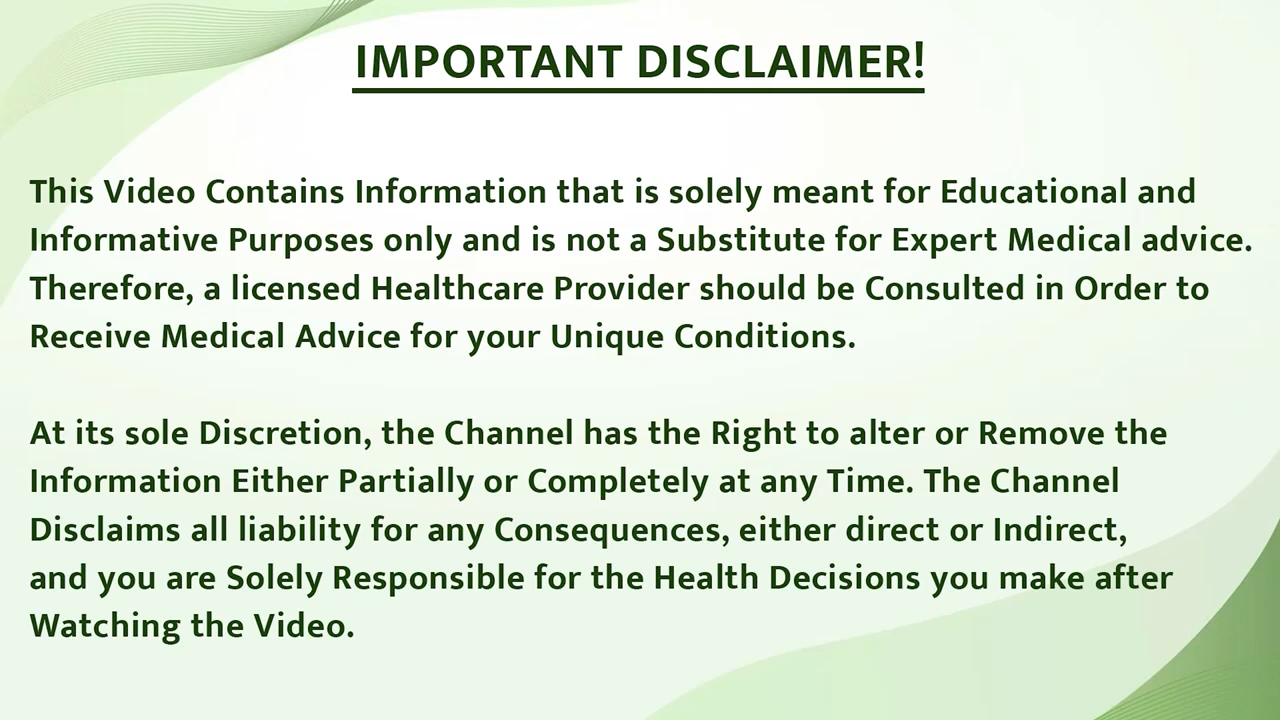 IMPORTANT DISCLAIMER!
This Video Contains Information that is solely meant for Educational and
Informative Purposes only and is not a Substitute for Expert Medical advice.
Therefore, a licensed Healthcare Provider should be Consulted in Order to
Receive Medical Advice for your Unique Conditions.
At its sole Discretion, the Channel has the Right to alter or Remove the
Information Either Partially or Completely at any Time. The Channel
Disclaims all liability for any Consequences, either direct or Indirect,
and you are Solely Responsible for the Health Decisions you make after
Watching the Video.